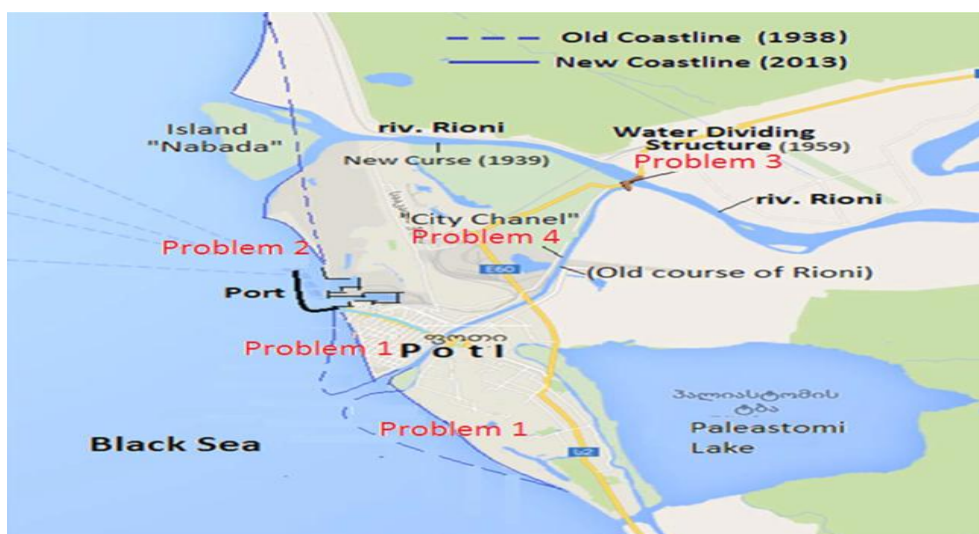 Old Coastline (1938)
New Coastline (2013)
Island
"Nabada"
riv. Rioni
New Curse (1939)
Water Dividing
Structure (1959)
Problem 3
riv. Rioni
"City Chanel"
Problem 4
(Old course of Rioni)
Problem 2
E60
Port
ფოთი
Problem 1
Poti
Problem 1
Black Sea
პალიასტომის
ტბა
Paleastomi
Lake